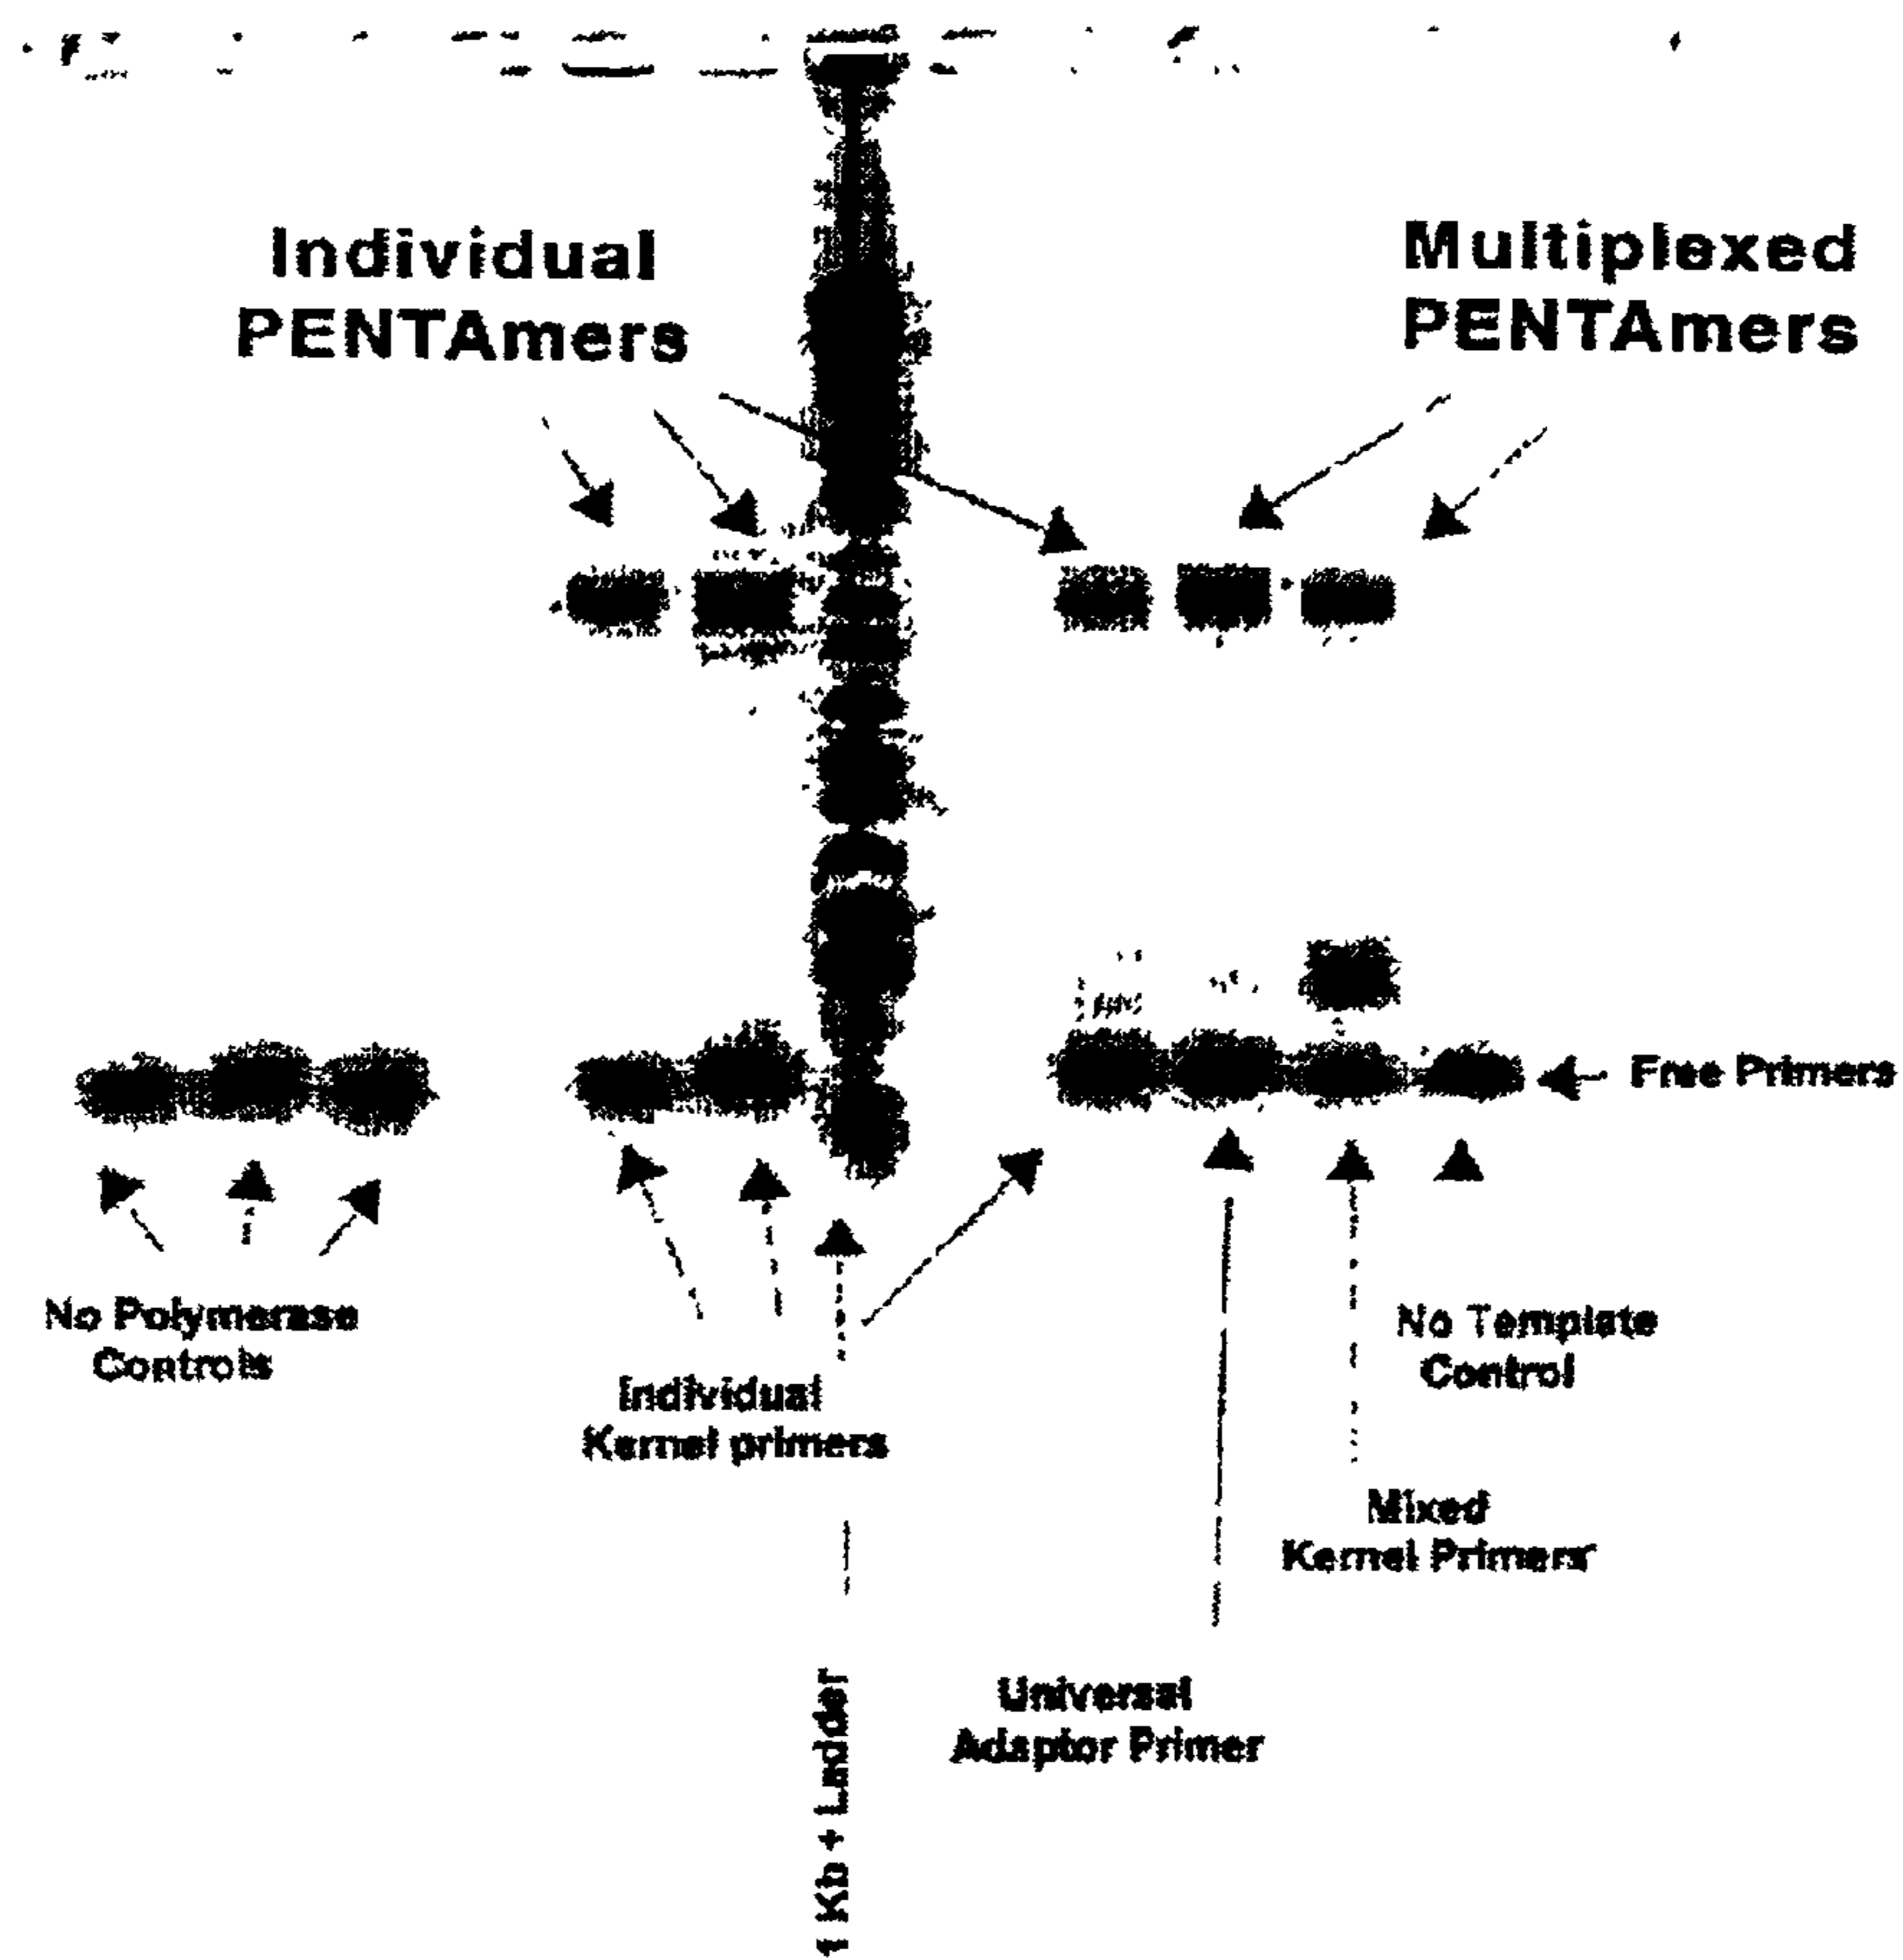 Individual
PENTAmers
Multiplexed
PENTAmers
Free Primers
No Polymerase
Controls
Individual
Kernel primers
No Template
Control
Mixed
Kernel Primers
Universal
Adaptor Primer
1 Kb + Ladder